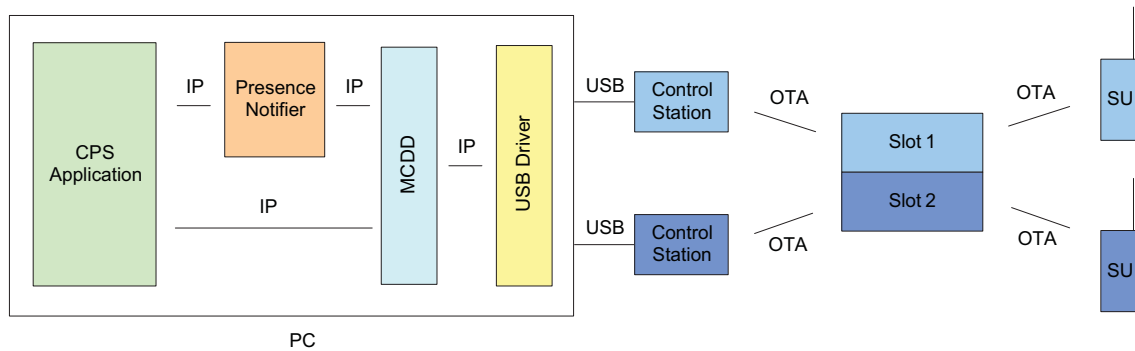 CPS
Application
IP
Presence
Notifier
IP
IP
MCDD
IP
USB Driver
USB
Control
Station
OTA
USB
Control
Station
OTA
Slot 1
Slot 2
OTA
SU
OTA
SU
PC